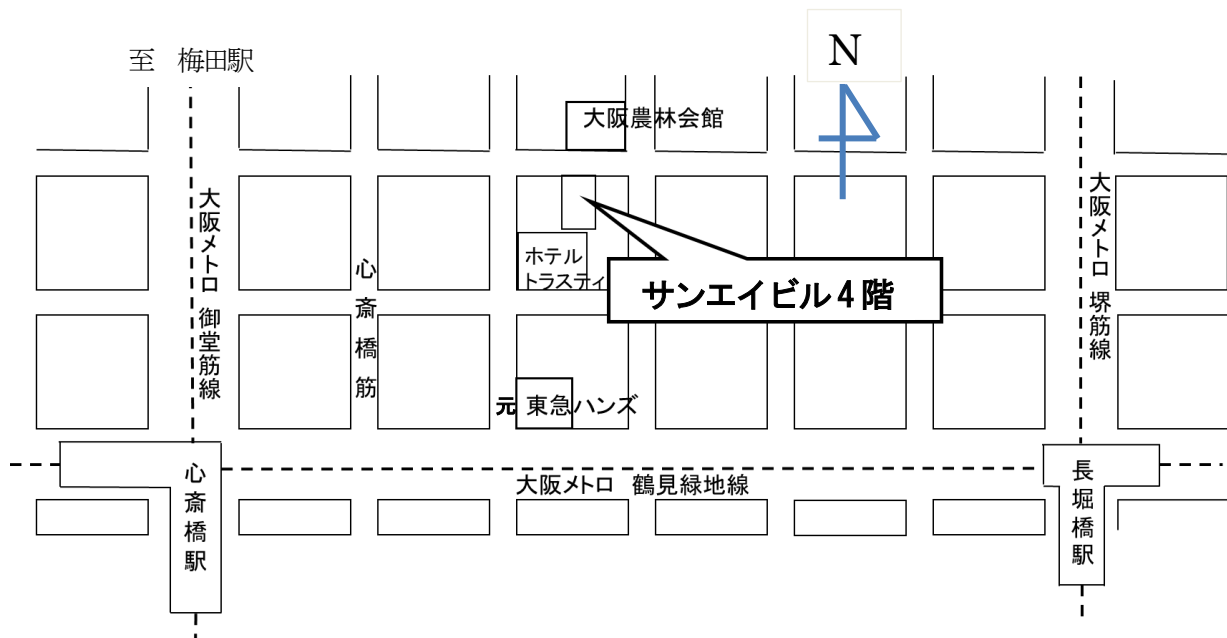 至 梅田駅
N
大阪農林会館
大阪メトロ 御堂筋線
心斎橋筋
ホテル
トラスティ
サンエイビル4階
大阪メトロ 堺筋線
元 東急ハンズ
心斎橋駅
大阪メトロ 鶴見緑地線
長堀橋駅